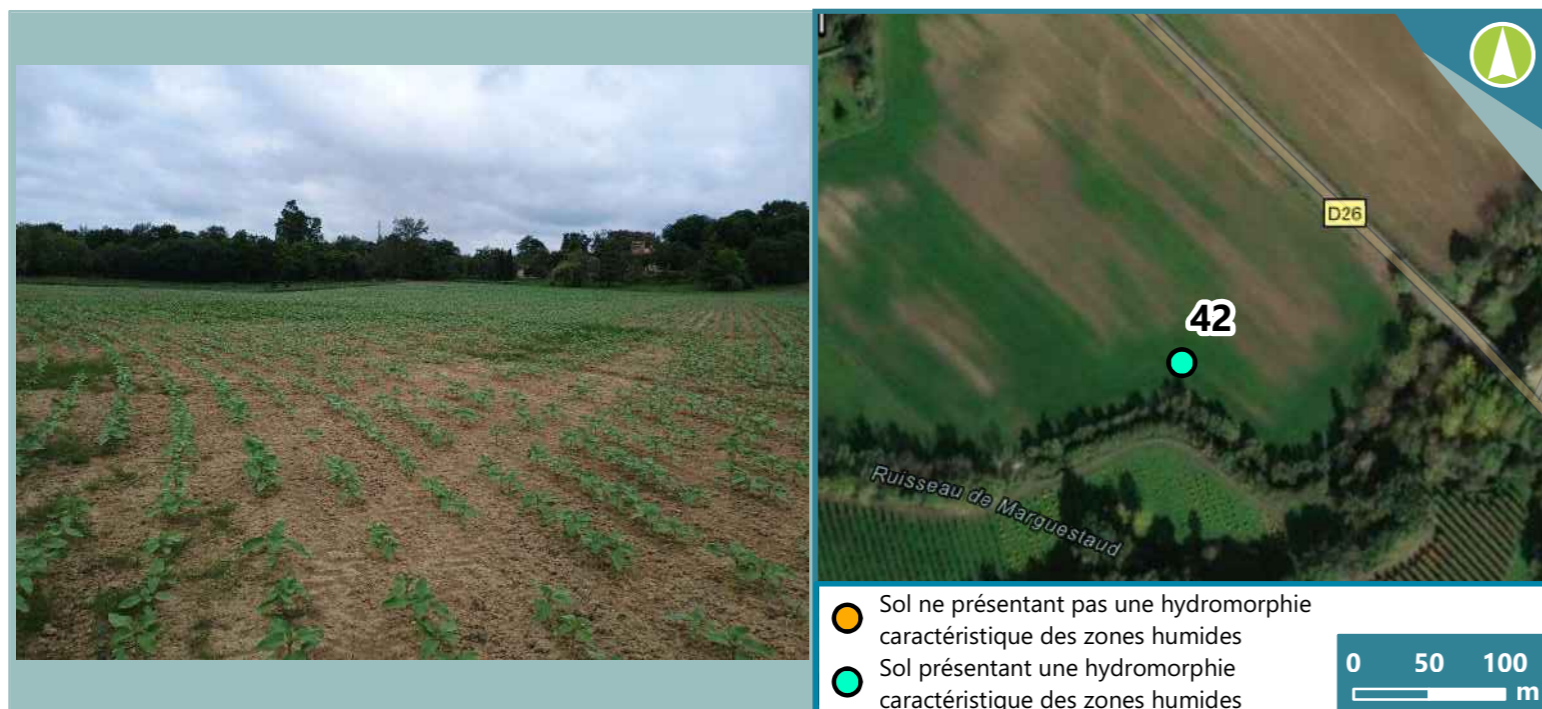 D26
42
Ruisseau de Marguestaud
Sol ne présentant pas une hydromorphie
caractéristique des zones humides
Sol présentant une hydromorphie
caractéristique des zones humides
0 50 100
m